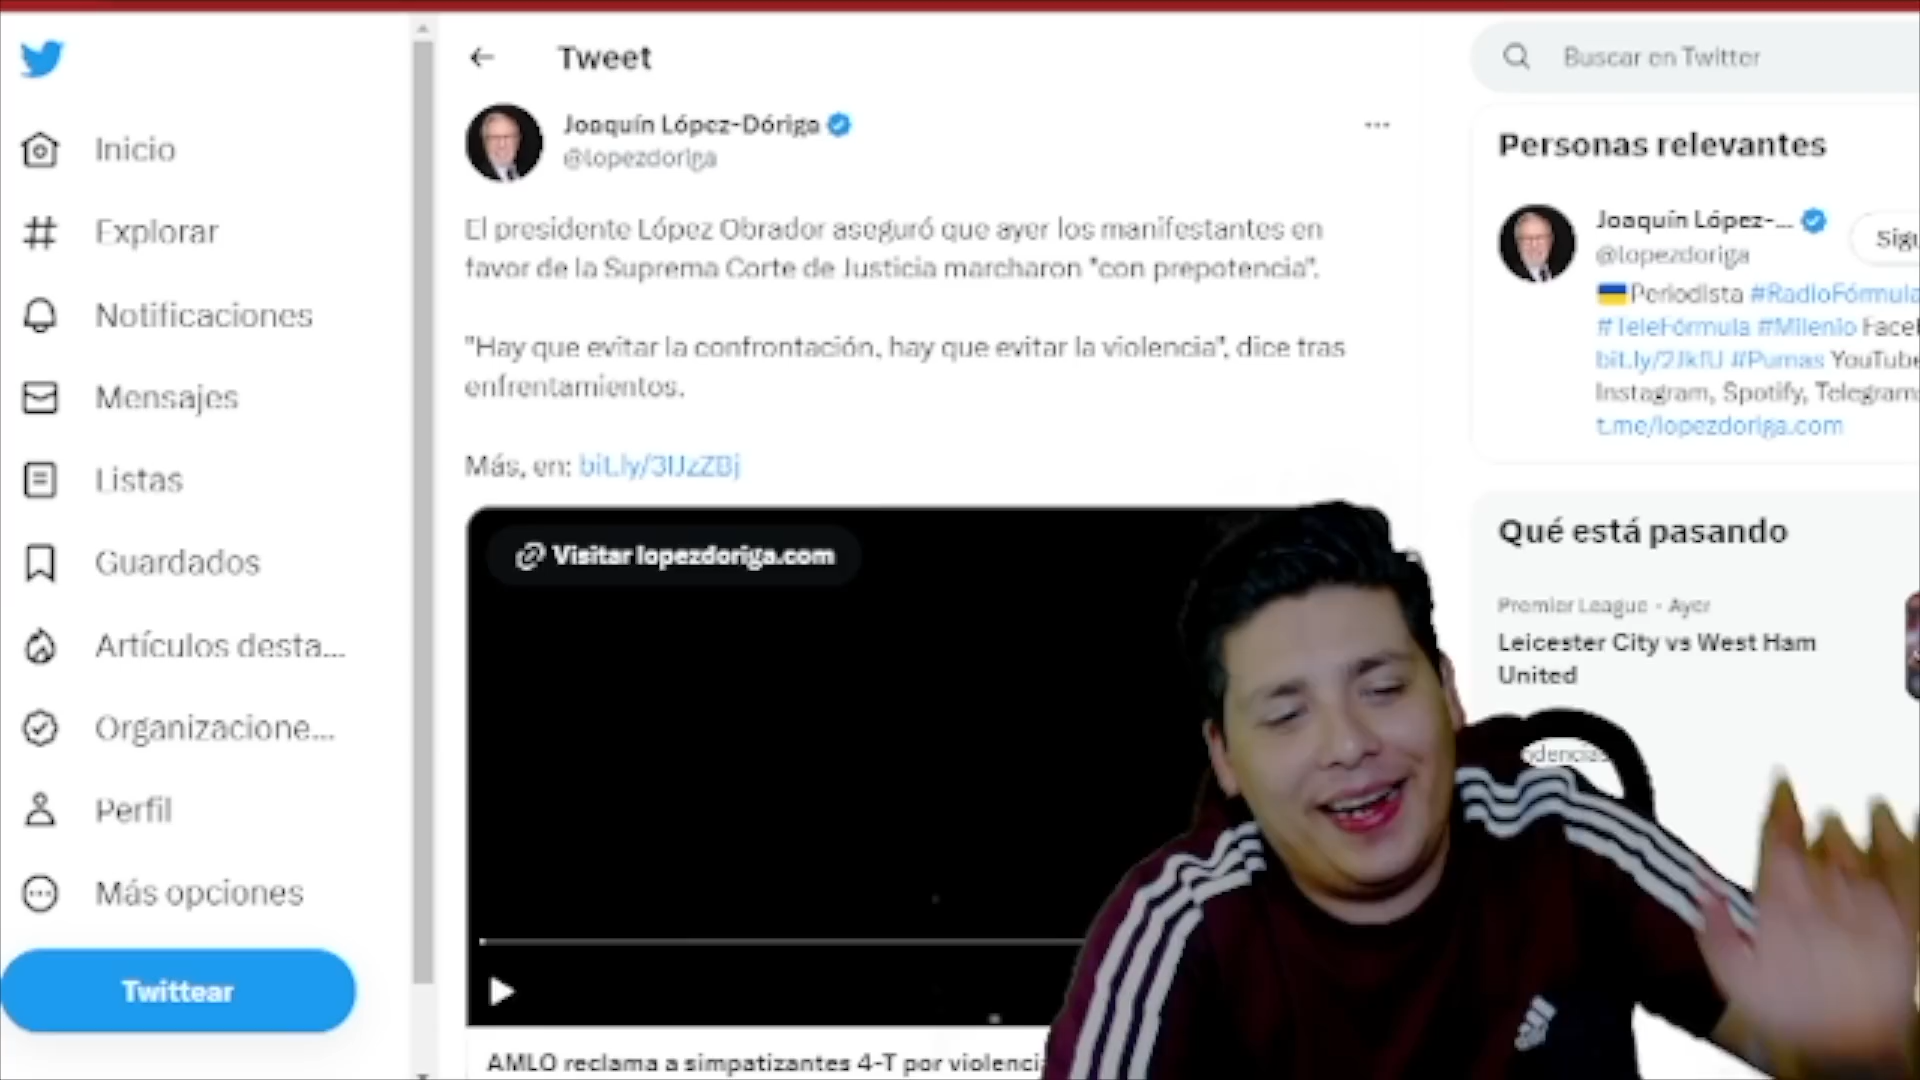 Inicio
Explorar
Notificaciones
Mensajes
Listas
Guardados
Artículos desta...
Organizacione...
Perfil
Más opciones
Twittear
Tweet
Joaquín López-Dóriga
@lopezdoriga
El presidente López Obrador aseguró que ayer los manifestantes en
favor de la Suprema Corte de Justicia marcharon "con prepotencia".
"Hay que evitar la confrontación, hay que evitar la violencia", dice tras
enfrentamientos.
Más, en: bit.ly/3IJzZBj
Visitar lopezdoriga.com
AMLO reclama a simpatizantes 4-T por violenci
Buscar en Twitter
Personas relevantes
Joaquín López-...
Sigu
@lopezdoriga
Periodista #RadioFórmula
#TeleFórmula #Milenio Faceb
#Pumas YouTube
Instagram, Spotify, Telegram
t.me/lopezdoriga.com
Qué está pasando
Premier League · Ayer
Leicester City vs West Ham
United
ndencias